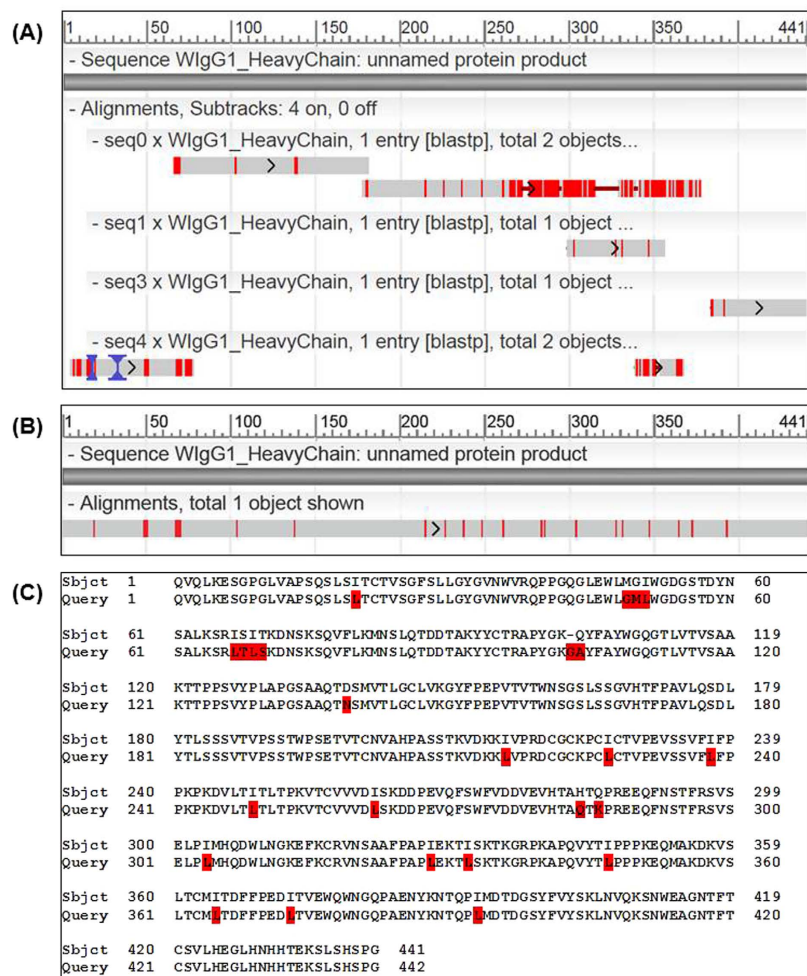 (A)
1 50 100 150 200 250 300 350 441
- Sequence WIgG1_HeavyChain: unnamed protein product
- Alignments, Subtracks: 4 on, 0 off
- seq0 x WIgG1_HeavyChain, 1 entry [blastp], total 2 objects...
- seq1 x WIgG1_HeavyChain, 1 entry [blastp], total 1 object ...
- seq3 x WIgG1_HeavyChain, 1 entry [blastp], total 1 object ...
- seq4 x WIgG1_HeavyChain, 1 entry [blastp], total 2 objects...
(B)
1 50 100 150 200 250 300 350 441
- Sequence WIgG1_HeavyChain: unnamed protein product
- Alignments, total 1 object shown
(C)
Sbjct 1 QVQLKESGPGLVAPSQSLSITCTVSGFSLLGYGVNWVRQPPGQGLEWLMGIWGDGSTDYN 60
Query 1 QVQLKESGPGLVAPSQSLSLTCTVSGFSLLGYGVNWVRQPPGQGLEWLGMLWGDGSTDYN 60
Sbjct 61 SALKSRISITKDNSKSQVFLKMNSLQTDDTAKYYCTRAPYGK-QYFAYWGQGTLVTVSAA 119
Query 61 SALKSRLTLSKDNSKSQVFLKMNSLQTDDTAKYYCTRAPYGKGAYFAYWGQGTLVTVSAA 120
Sbjct 120 KTTPPSVYPLAPGSAAQTDSMVTLGCLVKGYFPEPVTVTWNSGSLSSGVHTFPAVLQSDL 179
Query 121 KTTPPSVYPLAPGSAAQTNSMVTLGCLVKGYFPEPVTVTWNSGSLSSGVHTFPAVLQSDL 180
Sbjct 180 YTLSSSVTVPSSTWPSETVTCNVAHPASSTKVDKKIVPRDCGCKPCICTVPEVSSVFIFP 239
Query 181 YTLSSSVTVPSSTWPSETVTCNVAHPASSTKVDKKLVPRDCGCKPCLCTVPEVSSVFLFP 240
Sbjct 240 PKPKDVLTITLTPKVTCVVVDISKDDPEVQFSWFVDDVEVHTAHTQPREEQFNSTFRSVS 299
Query 241 PKPKDVLTLTLTPKVTCVVVDLSKDDPEVQFSWFVDDVEVHTAQTKPREEQFNSTFRSVS 300
Sbjct 300 ELPIMHQDWLNGKEFKCRVNSAAFPAPIEKTISKTKGRPKAPQVYTIPPPKEQMAKDKVS 359
Query 301 ELPLMHQDWLNGKEFKCRVNSAAFPAPLEKTLSKTKGRPKAPQVYTLPPPKEQMAKDKVS 360
Sbjct 360 LTCMITDFFPEDITVEWQWNGQPAENYKNTQPIMDTDGSYFVYSKLNVQKSNWEAGNTFT 419
Query 361 LTCMLTDFFPEDLTVEWQWNGQPAENYKNTQPLMDTDGSYFVYSKLNVQKSNWEAGNTFT 420
Sbjct 420 CSVLHEGLHNHHTEKSLSHSPG 441
Query 421 CSVLHEGLHNHHTEKSLSHSPG 442